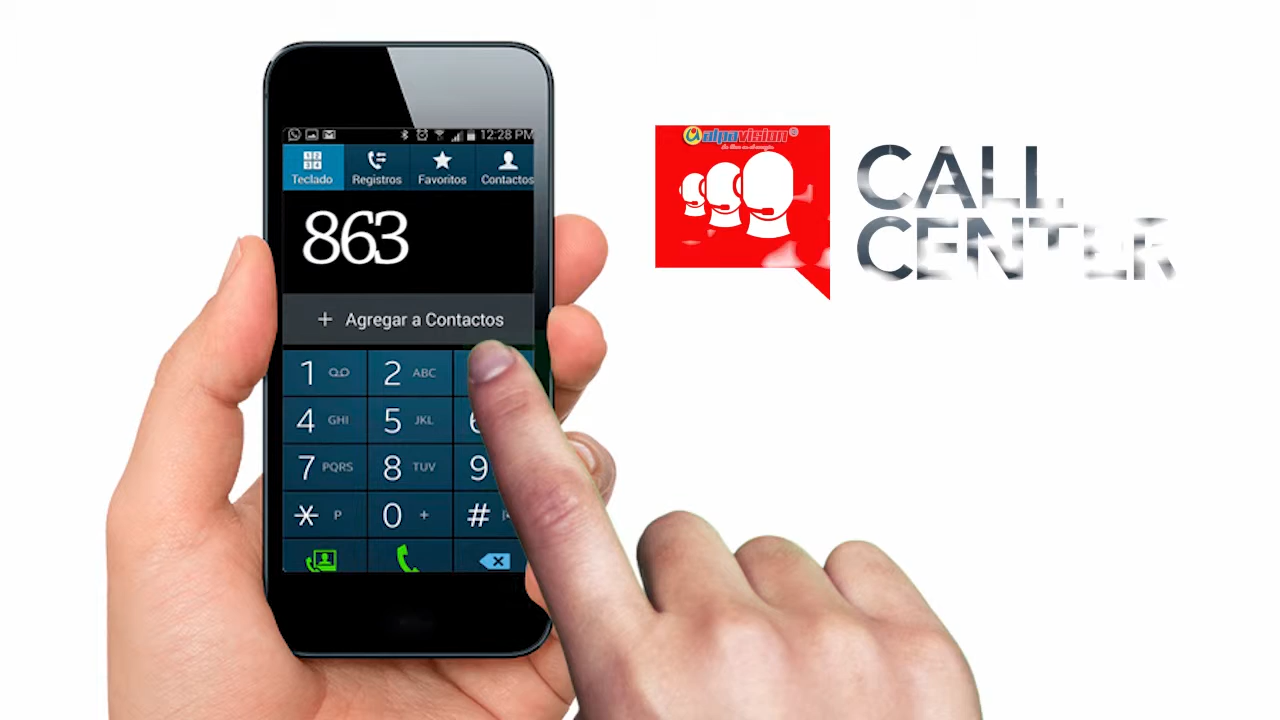 12:28 PM
Teclado Registros Favoritos Contactos
863
+ Agregar a Contactos
1 2 ABC
4 GHI 5 JKL 6
7 PQRS 8 TUV 9
* P 0 + #
alpavision®
CALL
CENTER